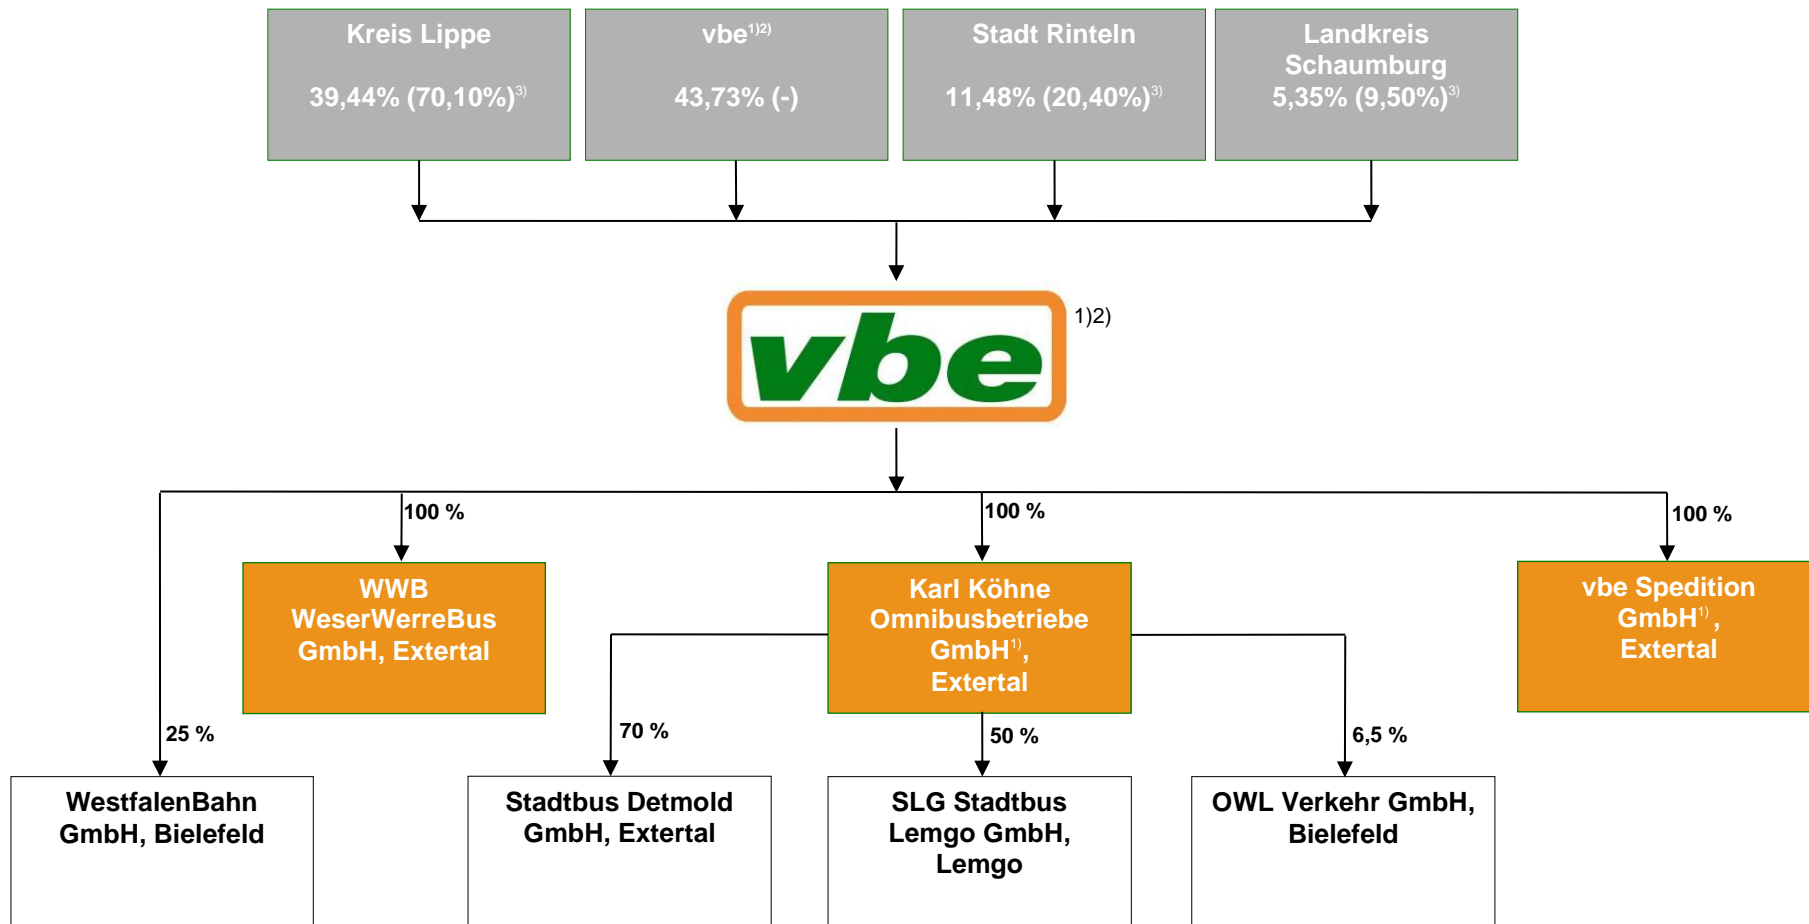 Kreis Lippe
39,44% (70,10%)3)
vbe1)2)
43,73% (-)
Stadt Rinteln
11,48% (20,40%)3)
Landkreis
Schaumburg
5,35% (9,50%)3)
vbe
1)2)
100 %
100 %
100 %
WWB
WeserWerreBus
GmbH, Extertal
Karl Köhne
Omnibusbetriebe
GmbH1),
Extertal
vbe Spedition
GmbH1),
Extertal
25 %
70 %
50 %
6,5 %
WestfalenBahn
GmbH, Bielefeld
Stadtbus Detmold
GmbH, Extertal
SLG Stadtbus
Lemgo GmbH,
Lemgo
OWL Verkehr GmbH,
Bielefeld